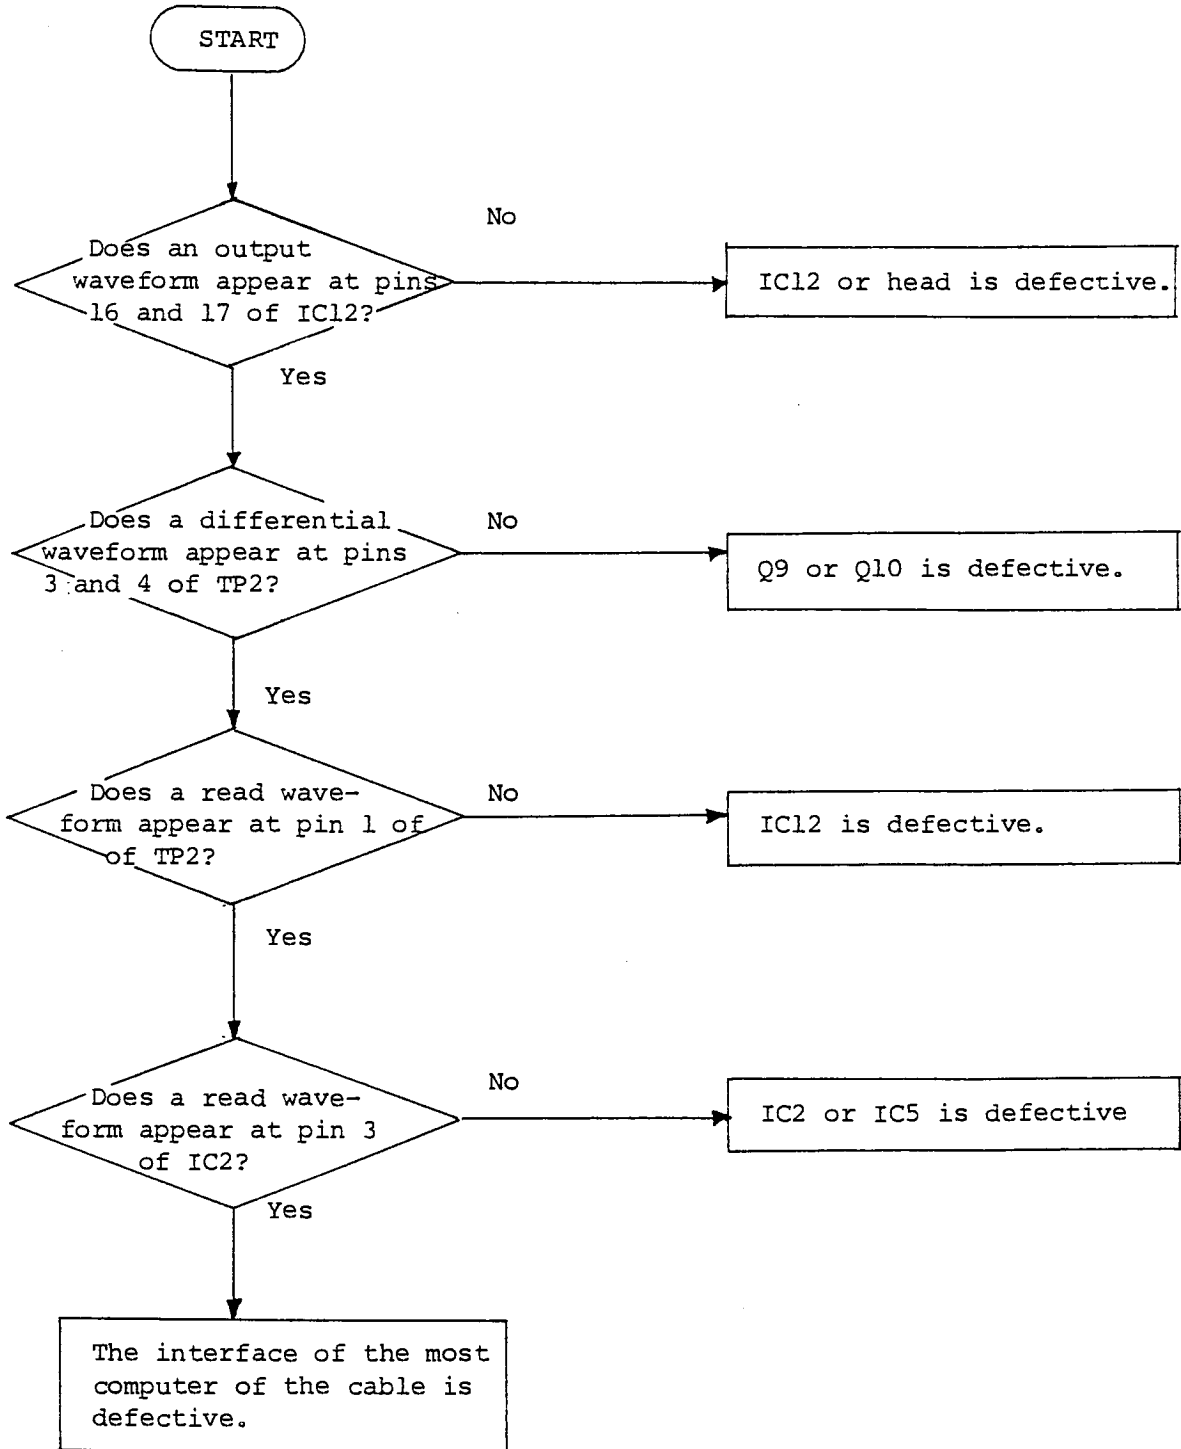 START
Does an output
waveform appear at pins
16 and 17 of IC12?
No
IC12 or head is defective.
Yes
Does a differential
waveform appear at pins
3 and 4 of TP2?
No
Q9 or Q10 is defective.
Yes
Does a read wave-
form appear at pin 1 of
of TP2?
No
IC12 is defective.
Yes
Does a read wave-
form appear at pin 3
of IC2?
No
IC2 or IC5 is defective
Yes
The interface of the most
computer of the cable is
defective.